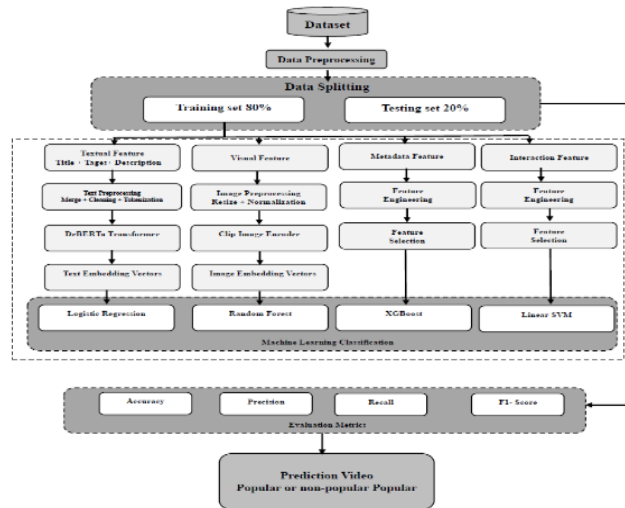 Dataset
Data Preprocessing
Data Splitting
Training set 80%
Testing set 20%
Textual Feature
Title + Tages+ Description
Visual Feature
Metadata Feature
Interaction Feature
Text Preprocessing
Merge + Cleaning + Tokenization
Image Preprocessing
Resize + Normalization
Feature
Engineering
Feature
Engineering
DeBERTa Transformer
Clip Image Encoder
Feature
Selection
Feature
Selection
Text Embedding Vectors
Image Embedding Vectors
Logistic Regression
Random Forest
XGBoost
Linear SVM
Machine Learning Classification
Accuracy
Precision
Recall
F1- Score
Evaluation Metrics
Prediction Video
Popular or non-popular Popular